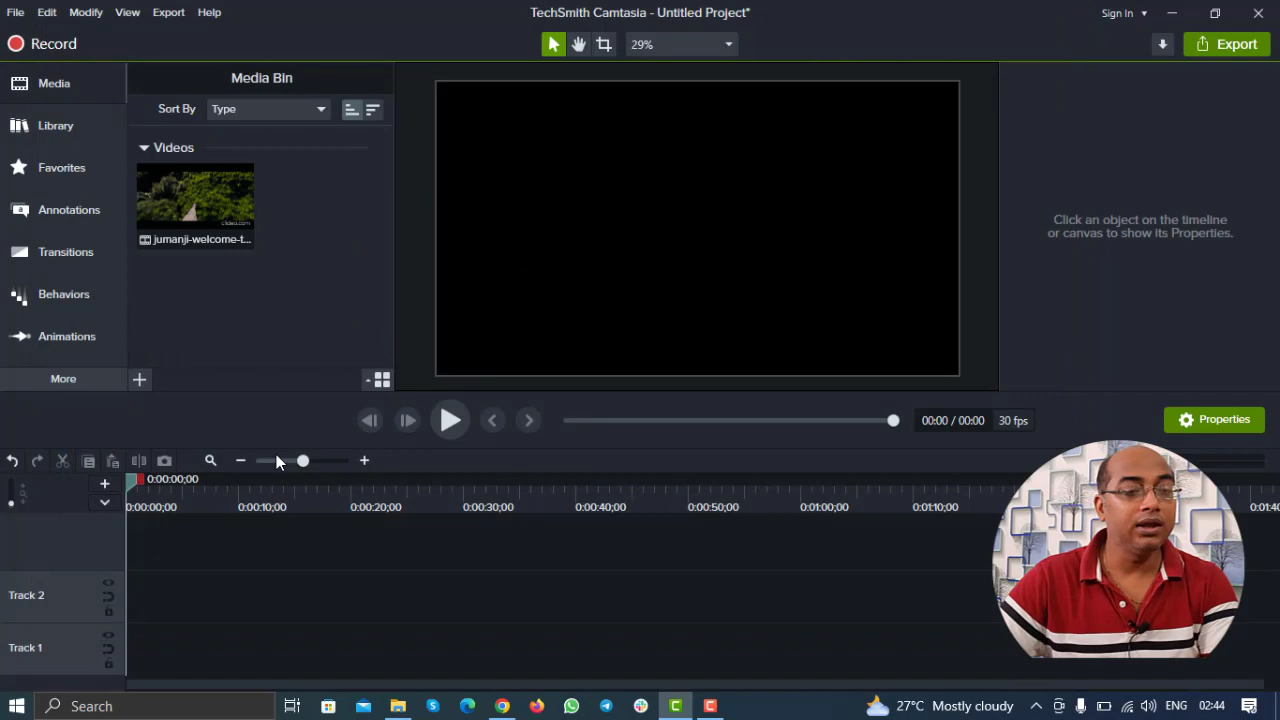 File Edit Modify View Export Help TechSmith Camtasia - Untitled Project* Sign In
Record 29% Export
Media
Library
Favorites
Annotations
Transitions
Behaviors
Animations
More
Media Bin
Sort By Type
Videos
clideo.com
jumanji-welcome-t...
Click an object on the timeline
or canvas to show its Properties.
00:00 / 00:00 30 fps Properties
0:00:00;00
0:00:00;00 0:00:10;00 0:00:20;00 0:00:30;00 0:00:40;00 0:00:50;00 0:01:00;00 0:01:10;00 0:01:40
Track 2
Track 1
Search 27°C Mostly cloudy ENG 02:44